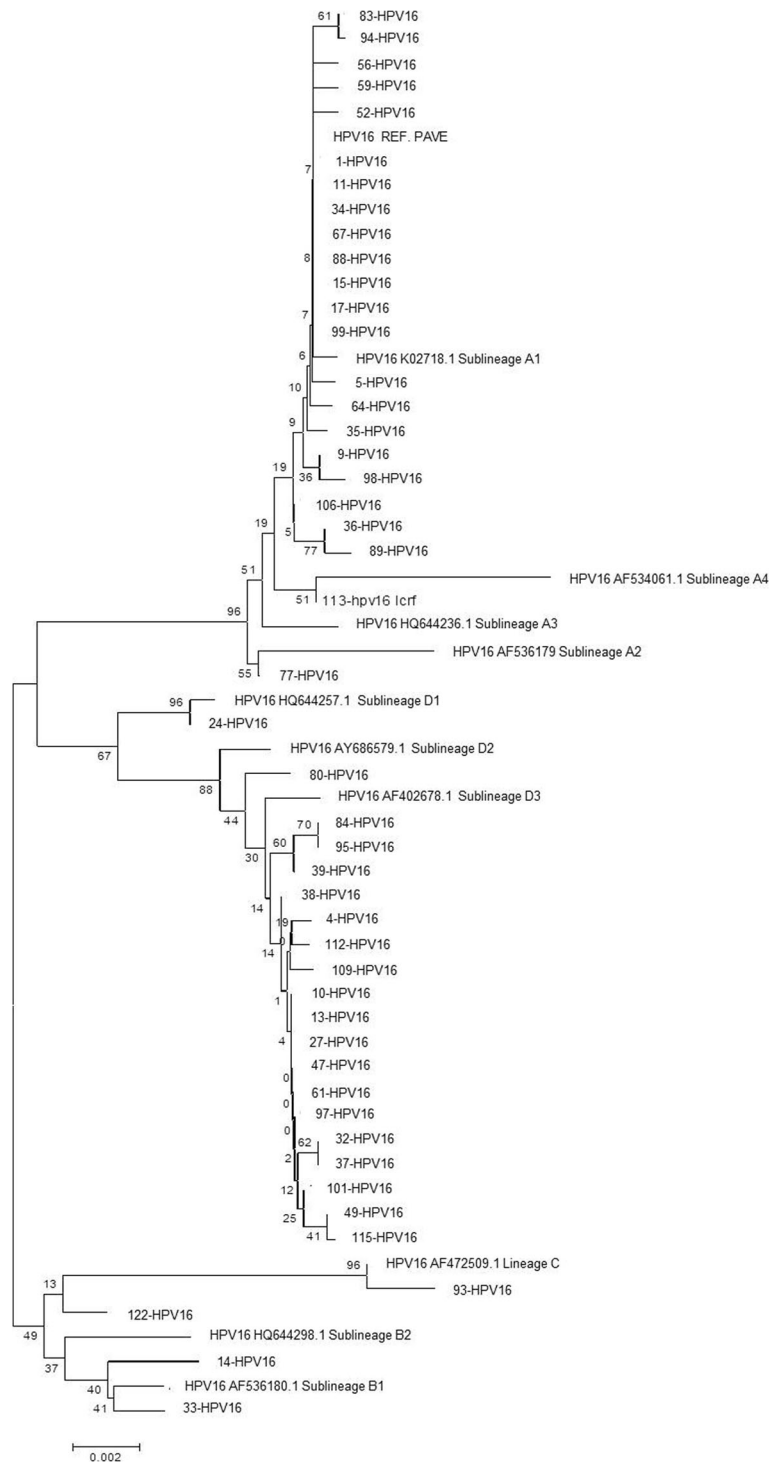 61
83-HPV16
94-HPV16
56-HPV16
59-HPV16
52-HPV16
HPV16 REF. PAVE
7
1-HPV16
11-HPV16
34-HPV16
67-HPV16
8
88-HPV16
15-HPV16
7
17-HPV16
99-HPV16
6
HPV16 K02718.1 Sublineage A1
5-HPV16
10
64-HPV16
9
35-HPV16
9-HPV16
19
36
98-HPV16
106-HPV16
19
5
36-HPV16
77
89-HPV16
51
HPV16 AF534061.1 Sublineage A4
51
113-hpv16 lcrf
96
HPV16 HQ644236.1 Sublineage A3
HPV16 AF536179 Sublineage A2
55
77-HPV16
96
HPV16 HQ644257.1 Sublineage D1
24-HPV16
67
HPV16 AY686579.1 Sublineage D2
80-HPV16
88
HPV16 AF402678.1 Sublineage D3
44
84-HPV16
70
60
95-HPV16
30
39-HPV16
38-HPV16
14
19
4-HPV16
0
112-HPV16
14
109-HPV16
10-HPV16
1
13-HPV16
4
27-HPV16
47-HPV16
0
61-HPV16
0
97-HPV16
0
62
32-HPV16
2
37-HPV16
12
101-HPV16
25
49-HPV16
41
115-HPV16
96
HPV16 AF472509.1 Lineage C
13
93-HPV16
122-HPV16
49
HPV16 HQ644298.1 Sublineage B2
37
14-HPV16
40
HPV16 AF536180.1 Sublineage B1
41
33-HPV16
0.002